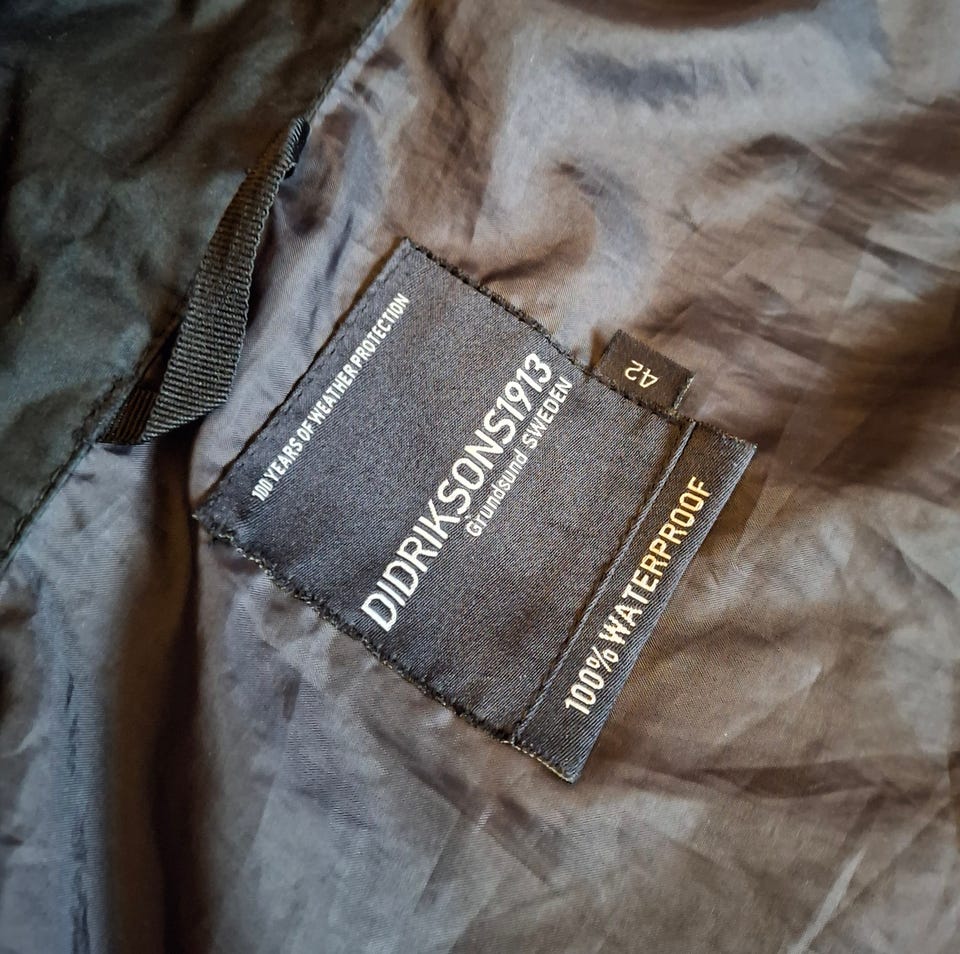 100 YEARS OF WEATHER PROTECTION
DIDRIKSONS1913
Grundsund SWEDEN
42
100% WATERPROOF